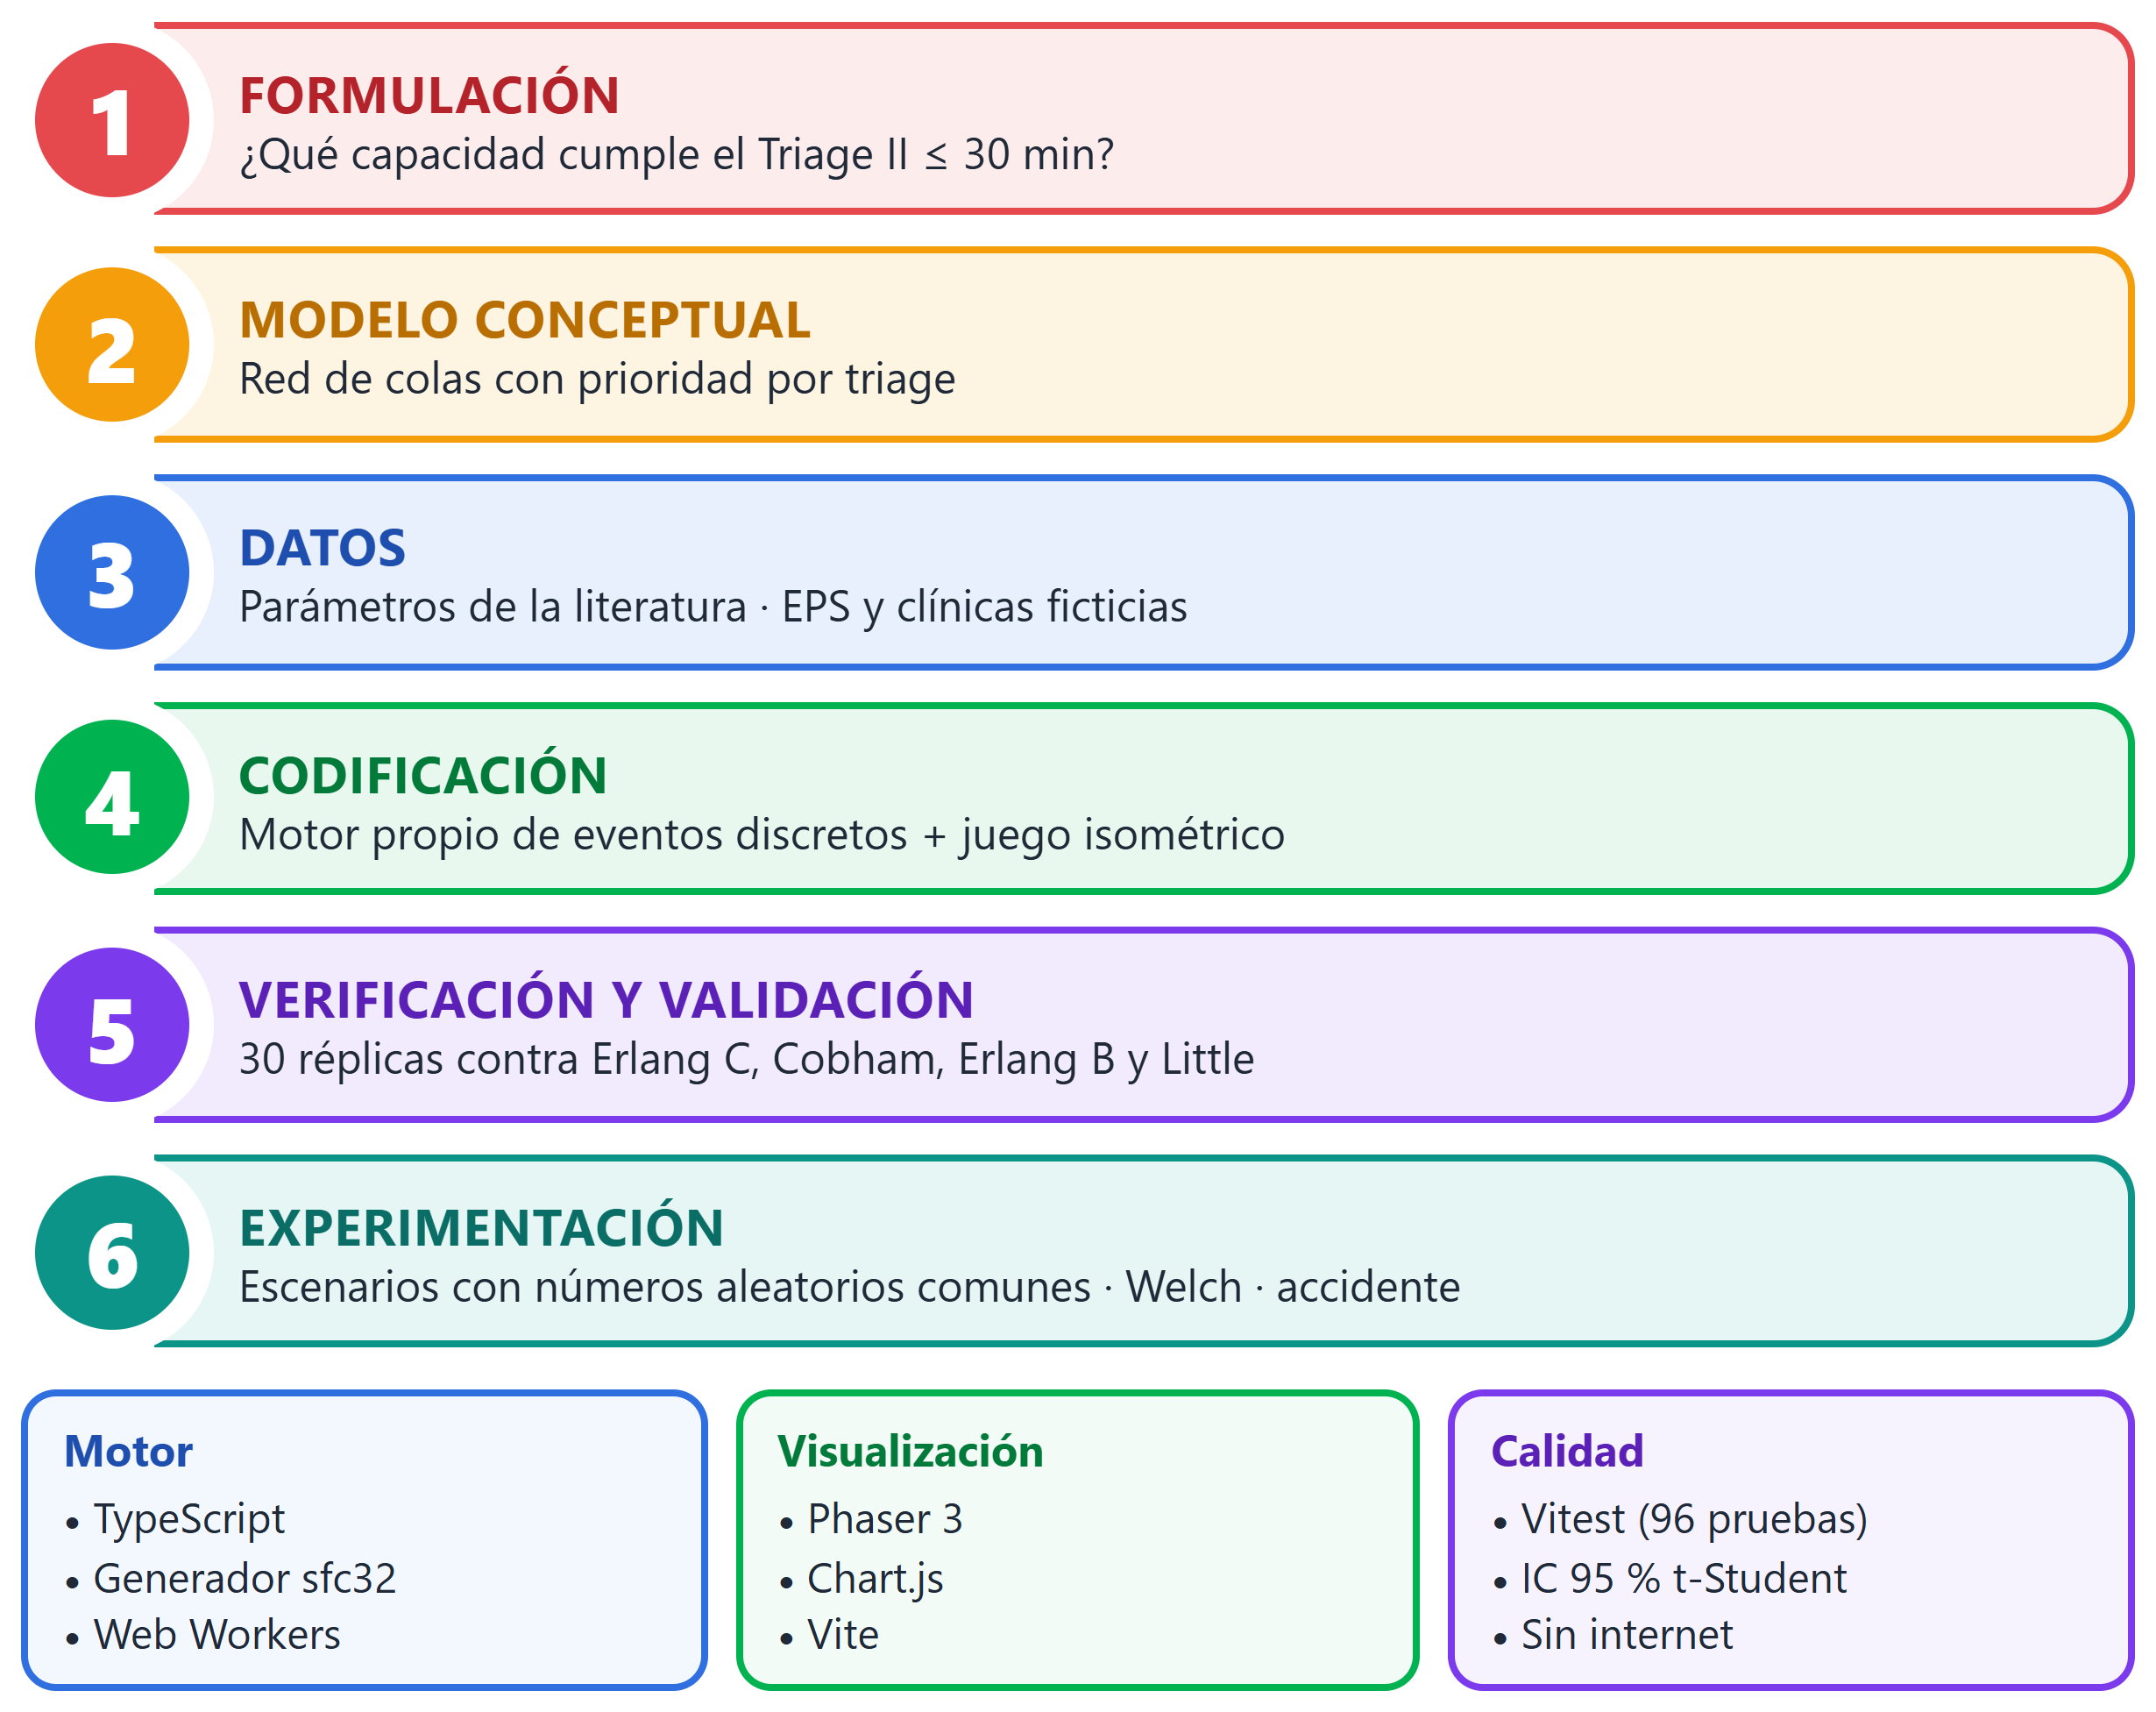 1
FORMULACIÓN
¿Qué capacidad cumple el Triage II ≤ 30 min?
2
MODELO CONCEPTUAL
Red de colas con prioridad por triage
3
DATOS
Parámetros de la literatura · EPS y clínicas ficticias
4
CODIFICACIÓN
Motor propio de eventos discretos + juego isométrico
5
VERIFICACIÓN Y VALIDACIÓN
30 réplicas contra Erlang C, Cobham, Erlang B y Little
6
EXPERIMENTACIÓN
Escenarios con números aleatorios comunes · Welch · accidente
Motor
• TypeScript
• Generador sfc32
• Web Workers
Visualización
• Phaser 3
• Chart.js
• Vite
Calidad
• Vitest (96 pruebas)
• IC 95 % t-Student
• Sin internet